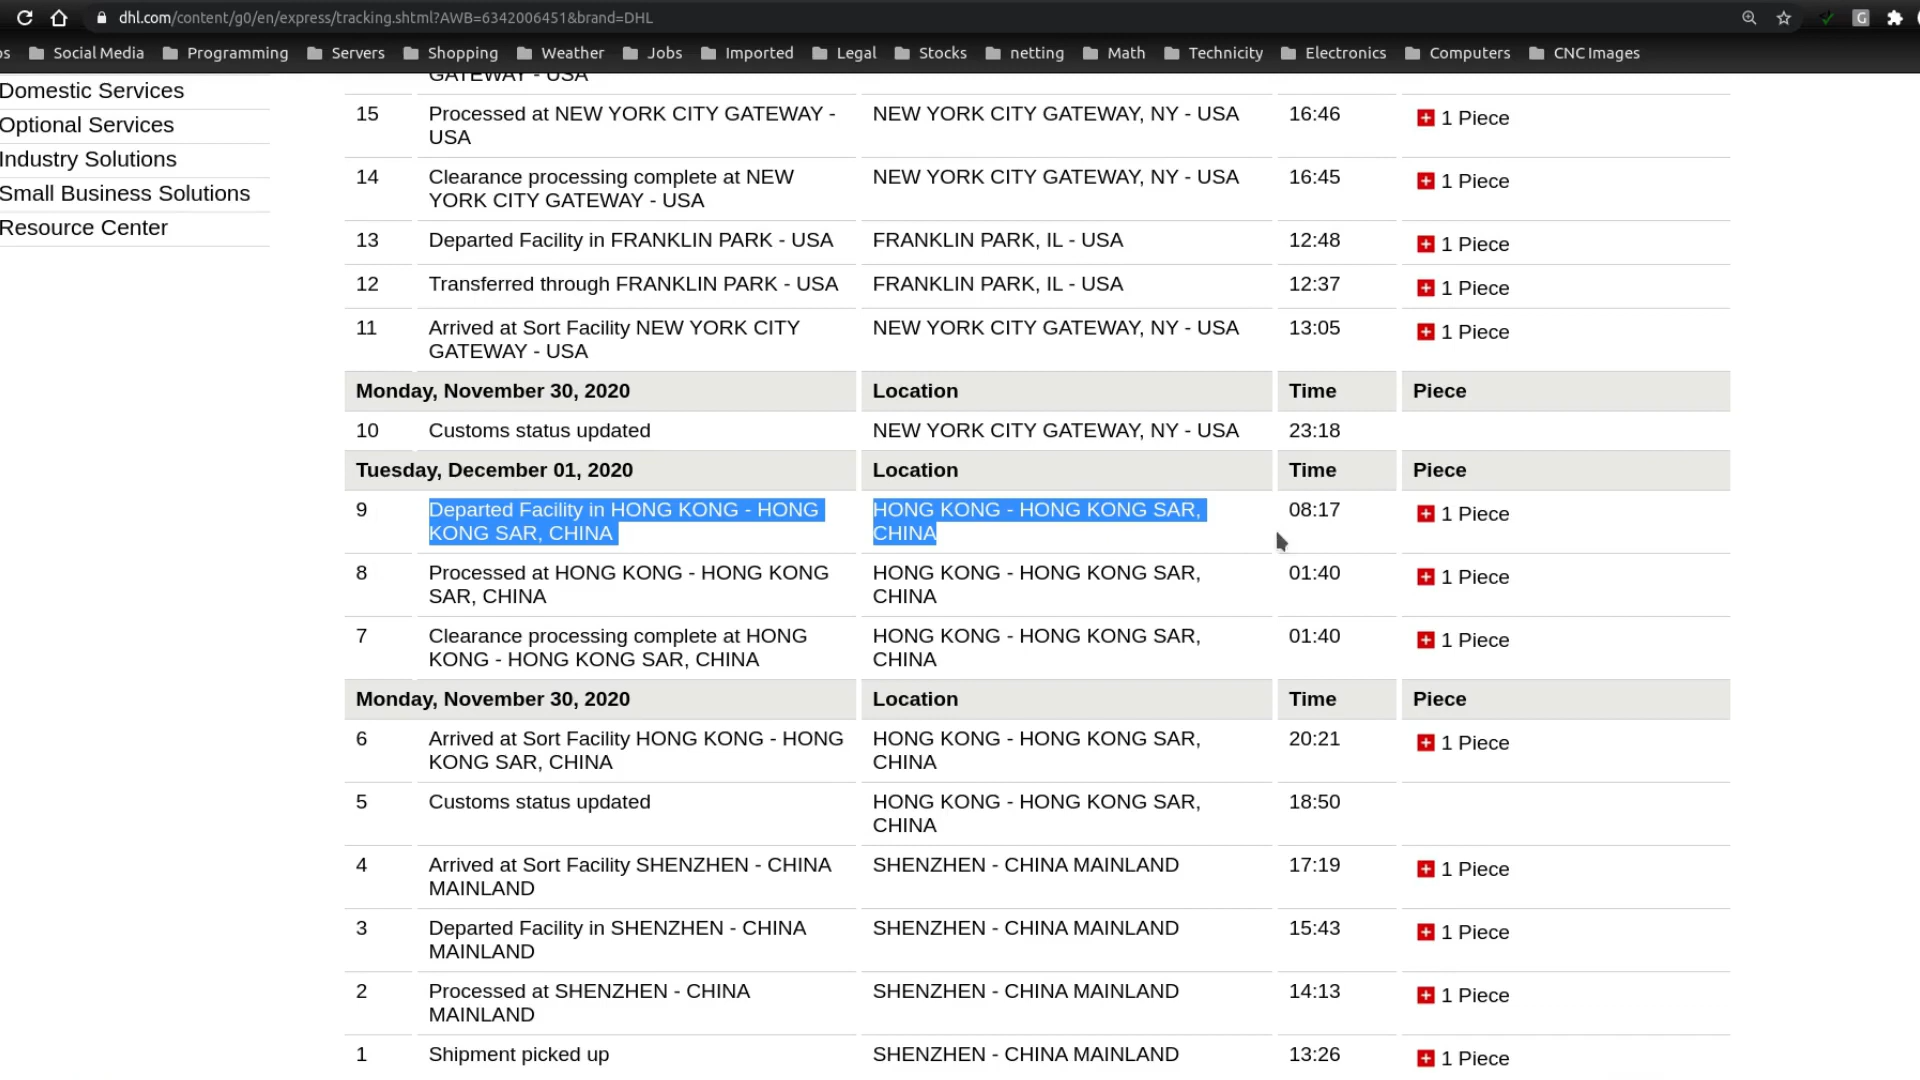 dhl.com/content/g0/en/express/tracking.shtml?AWB=6342006451&brand=DHL
os Social Media Programming Servers Shopping Weather Jobs Imported Legal Stocks netting Math Technicity Electronics Computers CNC Images
GATEWAY - USA
Domestic Services
Optional Services
Industry Solutions
Small Business Solutions
Resource Center
15 Processed at NEW YORK CITY GATEWAY - NEW YORK CITY GATEWAY, NY - USA 16:46 1 Piece
USA
14 Clearance processing complete at NEW NEW YORK CITY GATEWAY, NY - USA 16:45 1 Piece
YORK CITY GATEWAY - USA
13 Departed Facility in FRANKLIN PARK - USA FRANKLIN PARK, IL - USA 12:48 1 Piece
12 Transferred through FRANKLIN PARK - USA FRANKLIN PARK, IL - USA 12:37 1 Piece
11 Arrived at Sort Facility NEW YORK CITY NEW YORK CITY GATEWAY, NY - USA 13:05 1 Piece
GATEWAY - USA
Monday, November 30, 2020 Location Time Piece
10 Customs status updated NEW YORK CITY GATEWAY, NY - USA 23:18
Tuesday, December 01, 2020 Location Time Piece
9 Departed Facility in HONG KONG - HONG HONG KONG - HONG KONG SAR, 08:17 1 Piece
KONG SAR, CHINA CHINA
8 Processed at HONG KONG - HONG KONG HONG KONG - HONG KONG SAR, 01:40 1 Piece
SAR, CHINA CHINA
7 Clearance processing complete at HONG HONG KONG - HONG KONG SAR, 01:40 1 Piece
KONG - HONG KONG SAR, CHINA CHINA
Monday, November 30, 2020 Location Time Piece
6 Arrived at Sort Facility HONG KONG - HONG HONG KONG - HONG KONG SAR, 20:21 1 Piece
KONG SAR, CHINA CHINA
5 Customs status updated HONG KONG - HONG KONG SAR, 18:50
CHINA
4 Arrived at Sort Facility SHENZHEN - CHINA SHENZHEN - CHINA MAINLAND 17:19 1 Piece
MAINLAND
3 Departed Facility in SHENZHEN - CHINA SHENZHEN - CHINA MAINLAND 15:43 1 Piece
MAINLAND
2 Processed at SHENZHEN - CHINA SHENZHEN - CHINA MAINLAND 14:13 1 Piece
MAINLAND
1 Shipment picked up SHENZHEN - CHINA MAINLAND 13:26 1 Piece